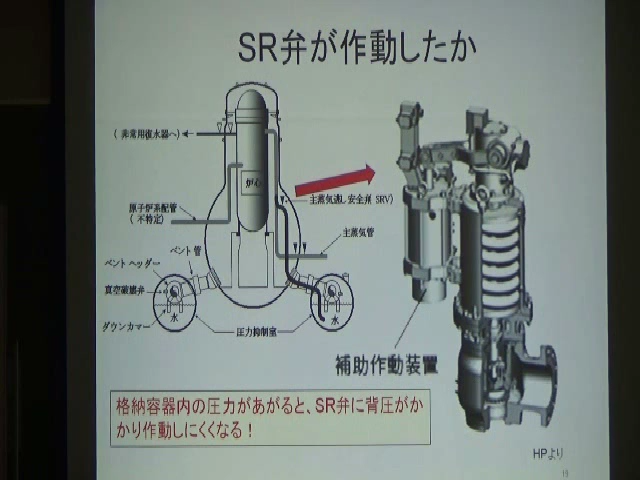 SR弁が作動したか
(非常用復水器へ)
炉心
原子炉系配管
(不特定)
主蒸気逃し安全弁 SRV)
主蒸気管
ベント管
ベントヘッダー
真空破壊弁
ダウンカマー
水
圧力抑制室
水
補助作動装置
格納容器内の圧力があがると、SR弁に背圧がか
かり作動しにくくなる！
HPより